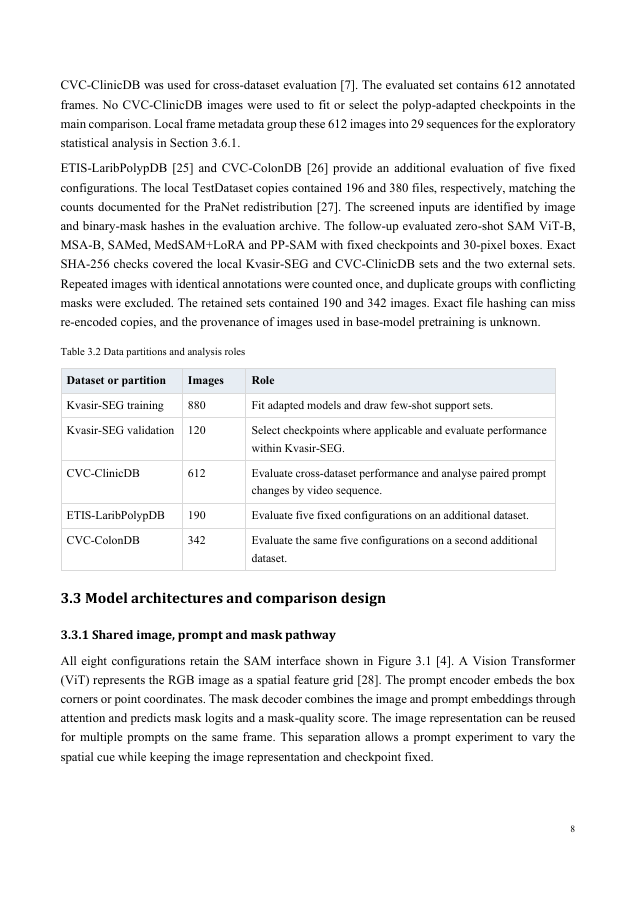 CVC-ClinicDB was used for cross-dataset evaluation [7]. The evaluated set contains 612 annotated
frames. No CVC-ClinicDB images were used to fit or select the polyp-adapted checkpoints in the
main comparison. Local frame metadata group these 612 images into 29 sequences for the exploratory
statistical analysis in Section 3.6.1.
ETIS-LaribPolypDB [25] and CVC-ColonDB [26] provide an additional evaluation of five fixed
configurations. The local TestDataset copies contained 196 and 380 files, respectively, matching the
counts documented for the PraNet redistribution [27]. The screened inputs are identified by image
and binary-mask hashes in the evaluation archive. The follow-up evaluated zero-shot SAM ViT-B,
MSA-B, SAMed, MedSAM+LoRA and PP-SAM with fixed checkpoints and 30-pixel boxes. Exact
SHA-256 checks covered the local Kvasir-SEG and CVC-ClinicDB sets and the two external sets.
Repeated images with identical annotations were counted once, and duplicate groups with conflicting
masks were excluded. The retained sets contained 190 and 342 images. Exact file hashing can miss
re-encoded copies, and the provenance of images used in base-model pretraining is unknown.
Table 3.2 Data partitions and analysis roles
Dataset or partition Images Role
Kvasir-SEG training 880 Fit adapted models and draw few-shot support sets.
Kvasir-SEG validation 120 Select checkpoints where applicable and evaluate performance
within Kvasir-SEG.
CVC-ClinicDB 612 Evaluate cross-dataset performance and analyse paired prompt
changes by video sequence.
ETIS-LaribPolypDB 190 Evaluate five fixed configurations on an additional dataset.
CVC-ColonDB 342 Evaluate the same five configurations on a second additional
dataset.
3.3 Model architectures and comparison design
3.3.1 Shared image, prompt and mask pathway
All eight configurations retain the SAM interface shown in Figure 3.1 [4]. A Vision Transformer
(ViT) represents the RGB image as a spatial feature grid [28]. The prompt encoder embeds the box
corners or point coordinates. The mask decoder combines the image and prompt embeddings through
attention and predicts mask logits and a mask-quality score. The image representation can be reused
for multiple prompts on the same frame. This separation allows a prompt experiment to vary the
spatial cue while keeping the image representation and checkpoint fixed.
8